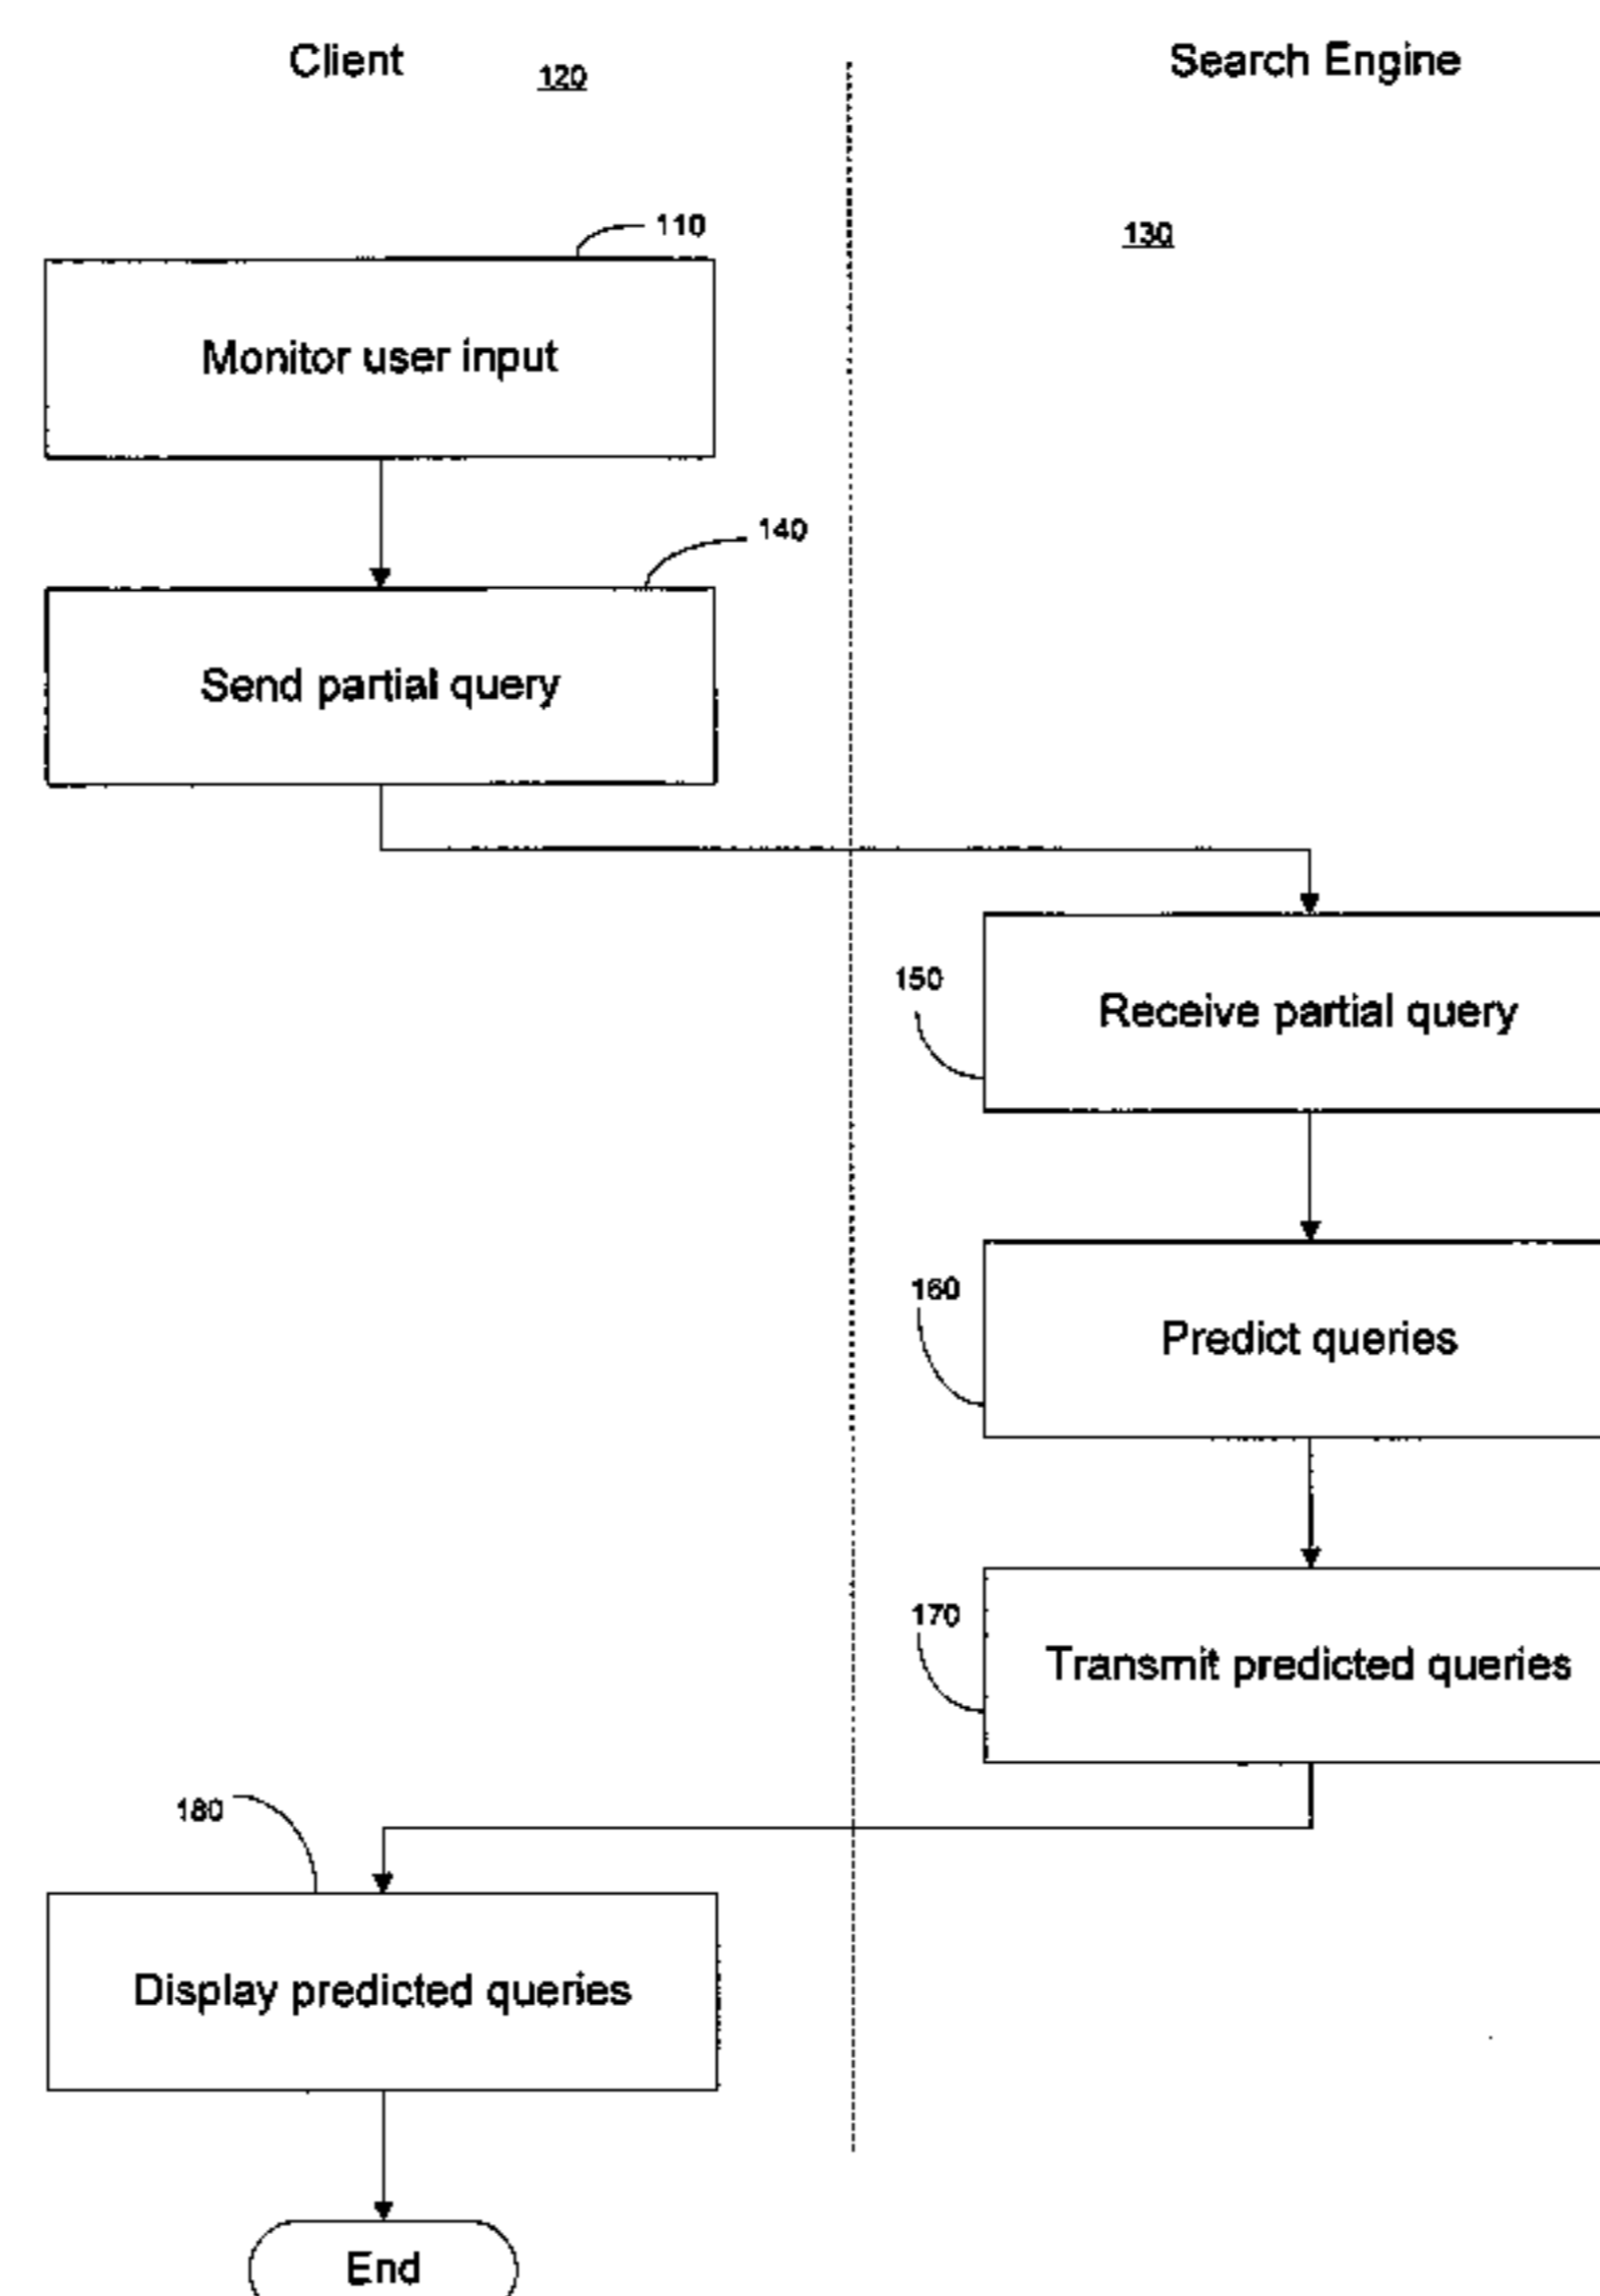 Client
120
Search Engine
130
110
Monitor user input
140
Send partial query
150
Receive partial query
160
Predict queries
170
Transmit predicted queries
180
Display predicted queries
End